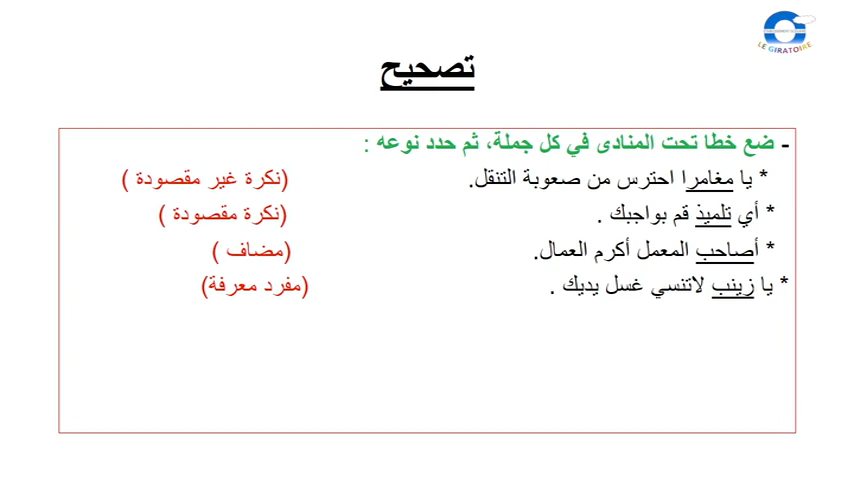 LE GIRATOIRE
تصحيح
- ضع خطا تحت المنادى في كل جملة، ثم حدد نوعه :
* يا مغامرا احترس من صعوبة التنقل. (نكرة غير مقصودة )
* أي تلميذ قم بواجبك . (نكرة مقصودة )
* أصاحب المعمل أكرم العمال. (مضاف )
* يا زينب لاتنسي غسل يديك . (مفرد معرفة)